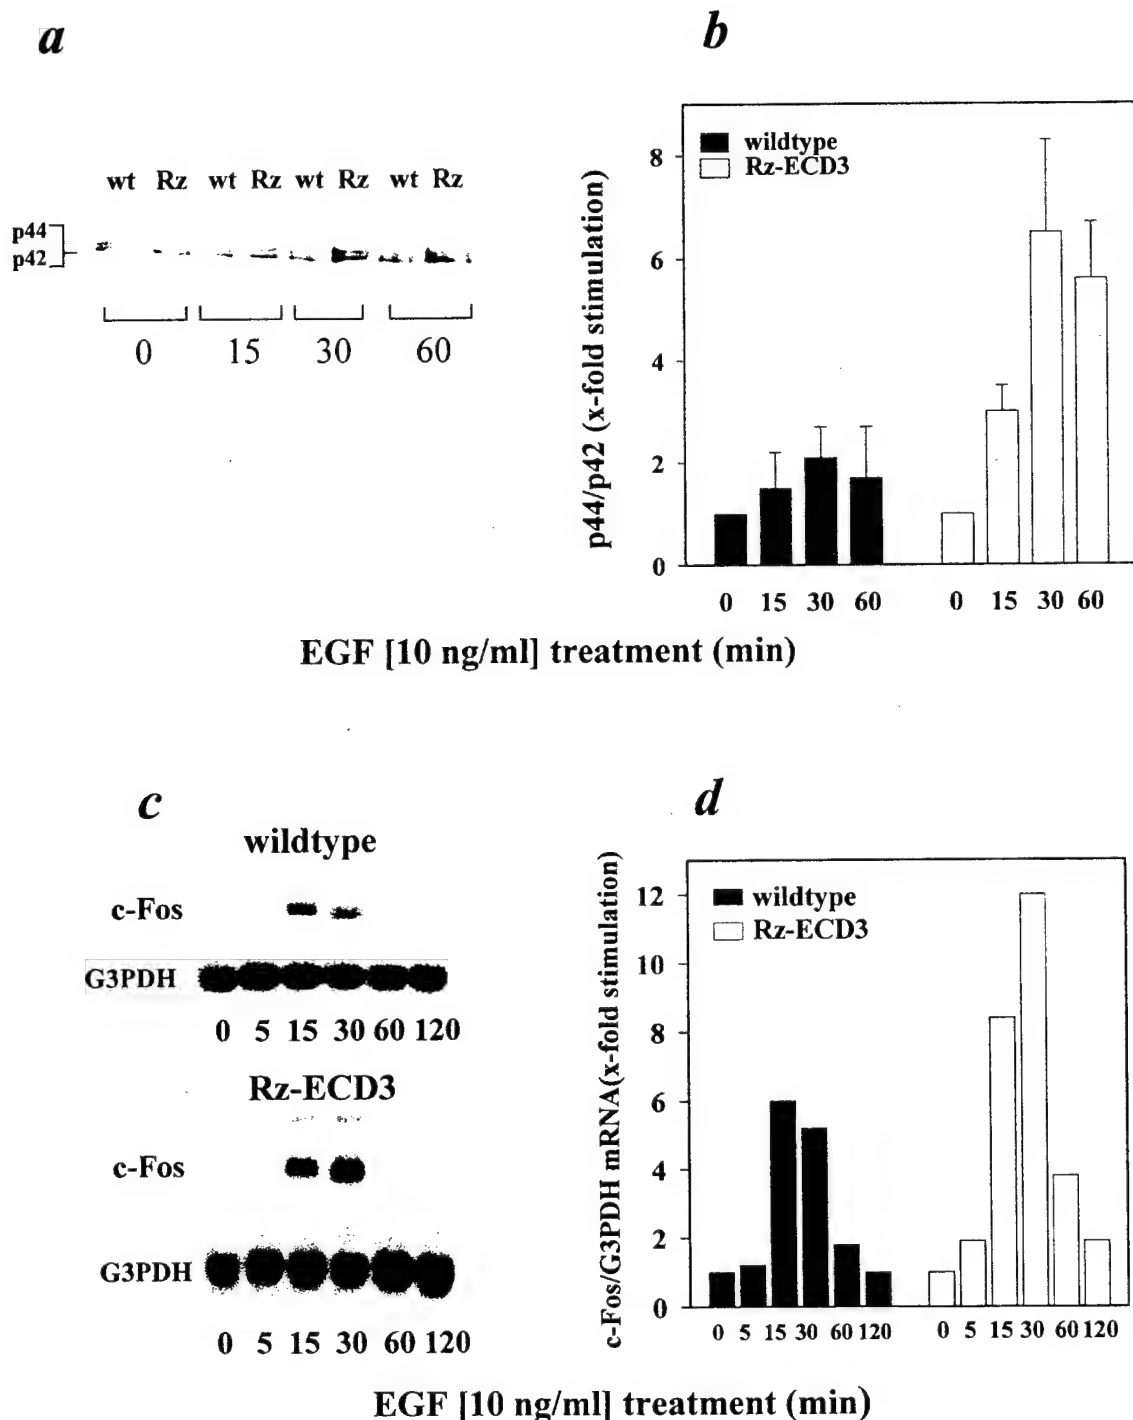 a
wt Rz wt Rz wt Rz wt Rz
p44
p42
0 15 30 60
b
wildtype
Rz-ECD3
p44/p42 (x-fold stimulation)
8
6
4
2
0
0 15 30 60 0 15 30 60
EGF [10 ng/ml] treatment (min)
c
wildtype
c-Fos
G3PDH
0 5 15 30 60 120
Rz-ECD3
c-Fos
G3PDH
0 5 15 30 60 120
d
wildtype
Rz-ECD3
c-Fos/G3PDH mRNA(x-fold stimulation)
12
10
8
6
4
2
0
0 5 15 30 60 120 0 5 15 30 60 120
EGF [10 ng/ml] treatment (min)